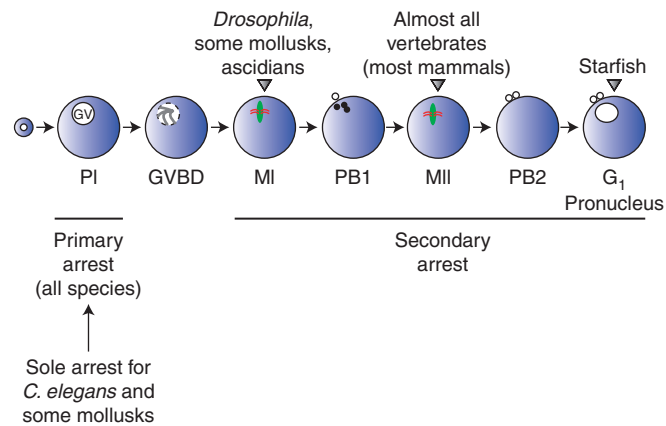 Drosophila,
some mollusks,
ascidians
Almost all
vertebrates
(most mammals)
Starfish
GV
PI
GVBD
MI
PB1
MII
PB2
G₁
Pronucleus
Primary
arrest
(all species)
Secondary
arrest
Sole arrest for
C. elegans and
some mollusks